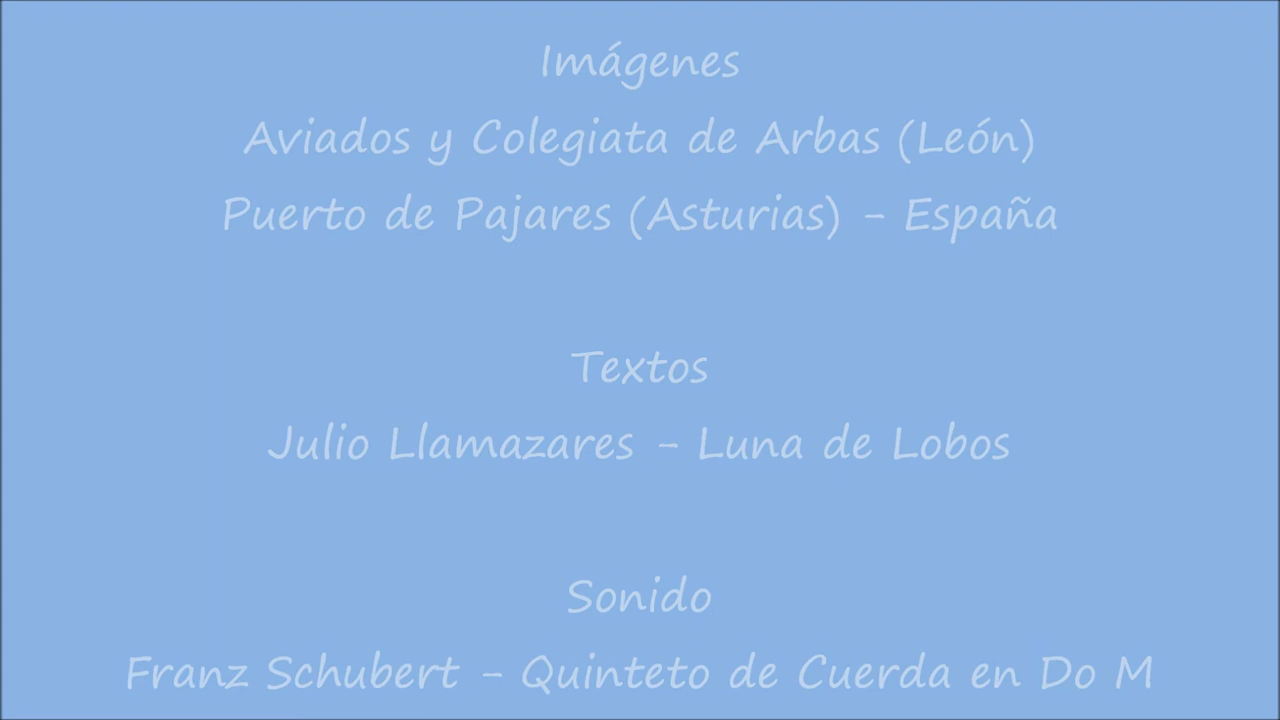 Imágenes
Aviados y Colegiata de Arbas (León)
Puerto de Pajares (Asturias) - España
Textos
Julio Llamazares - Luna de Lobos
Sonido
Franz Schubert - Quinteto de Cuerda en Do M